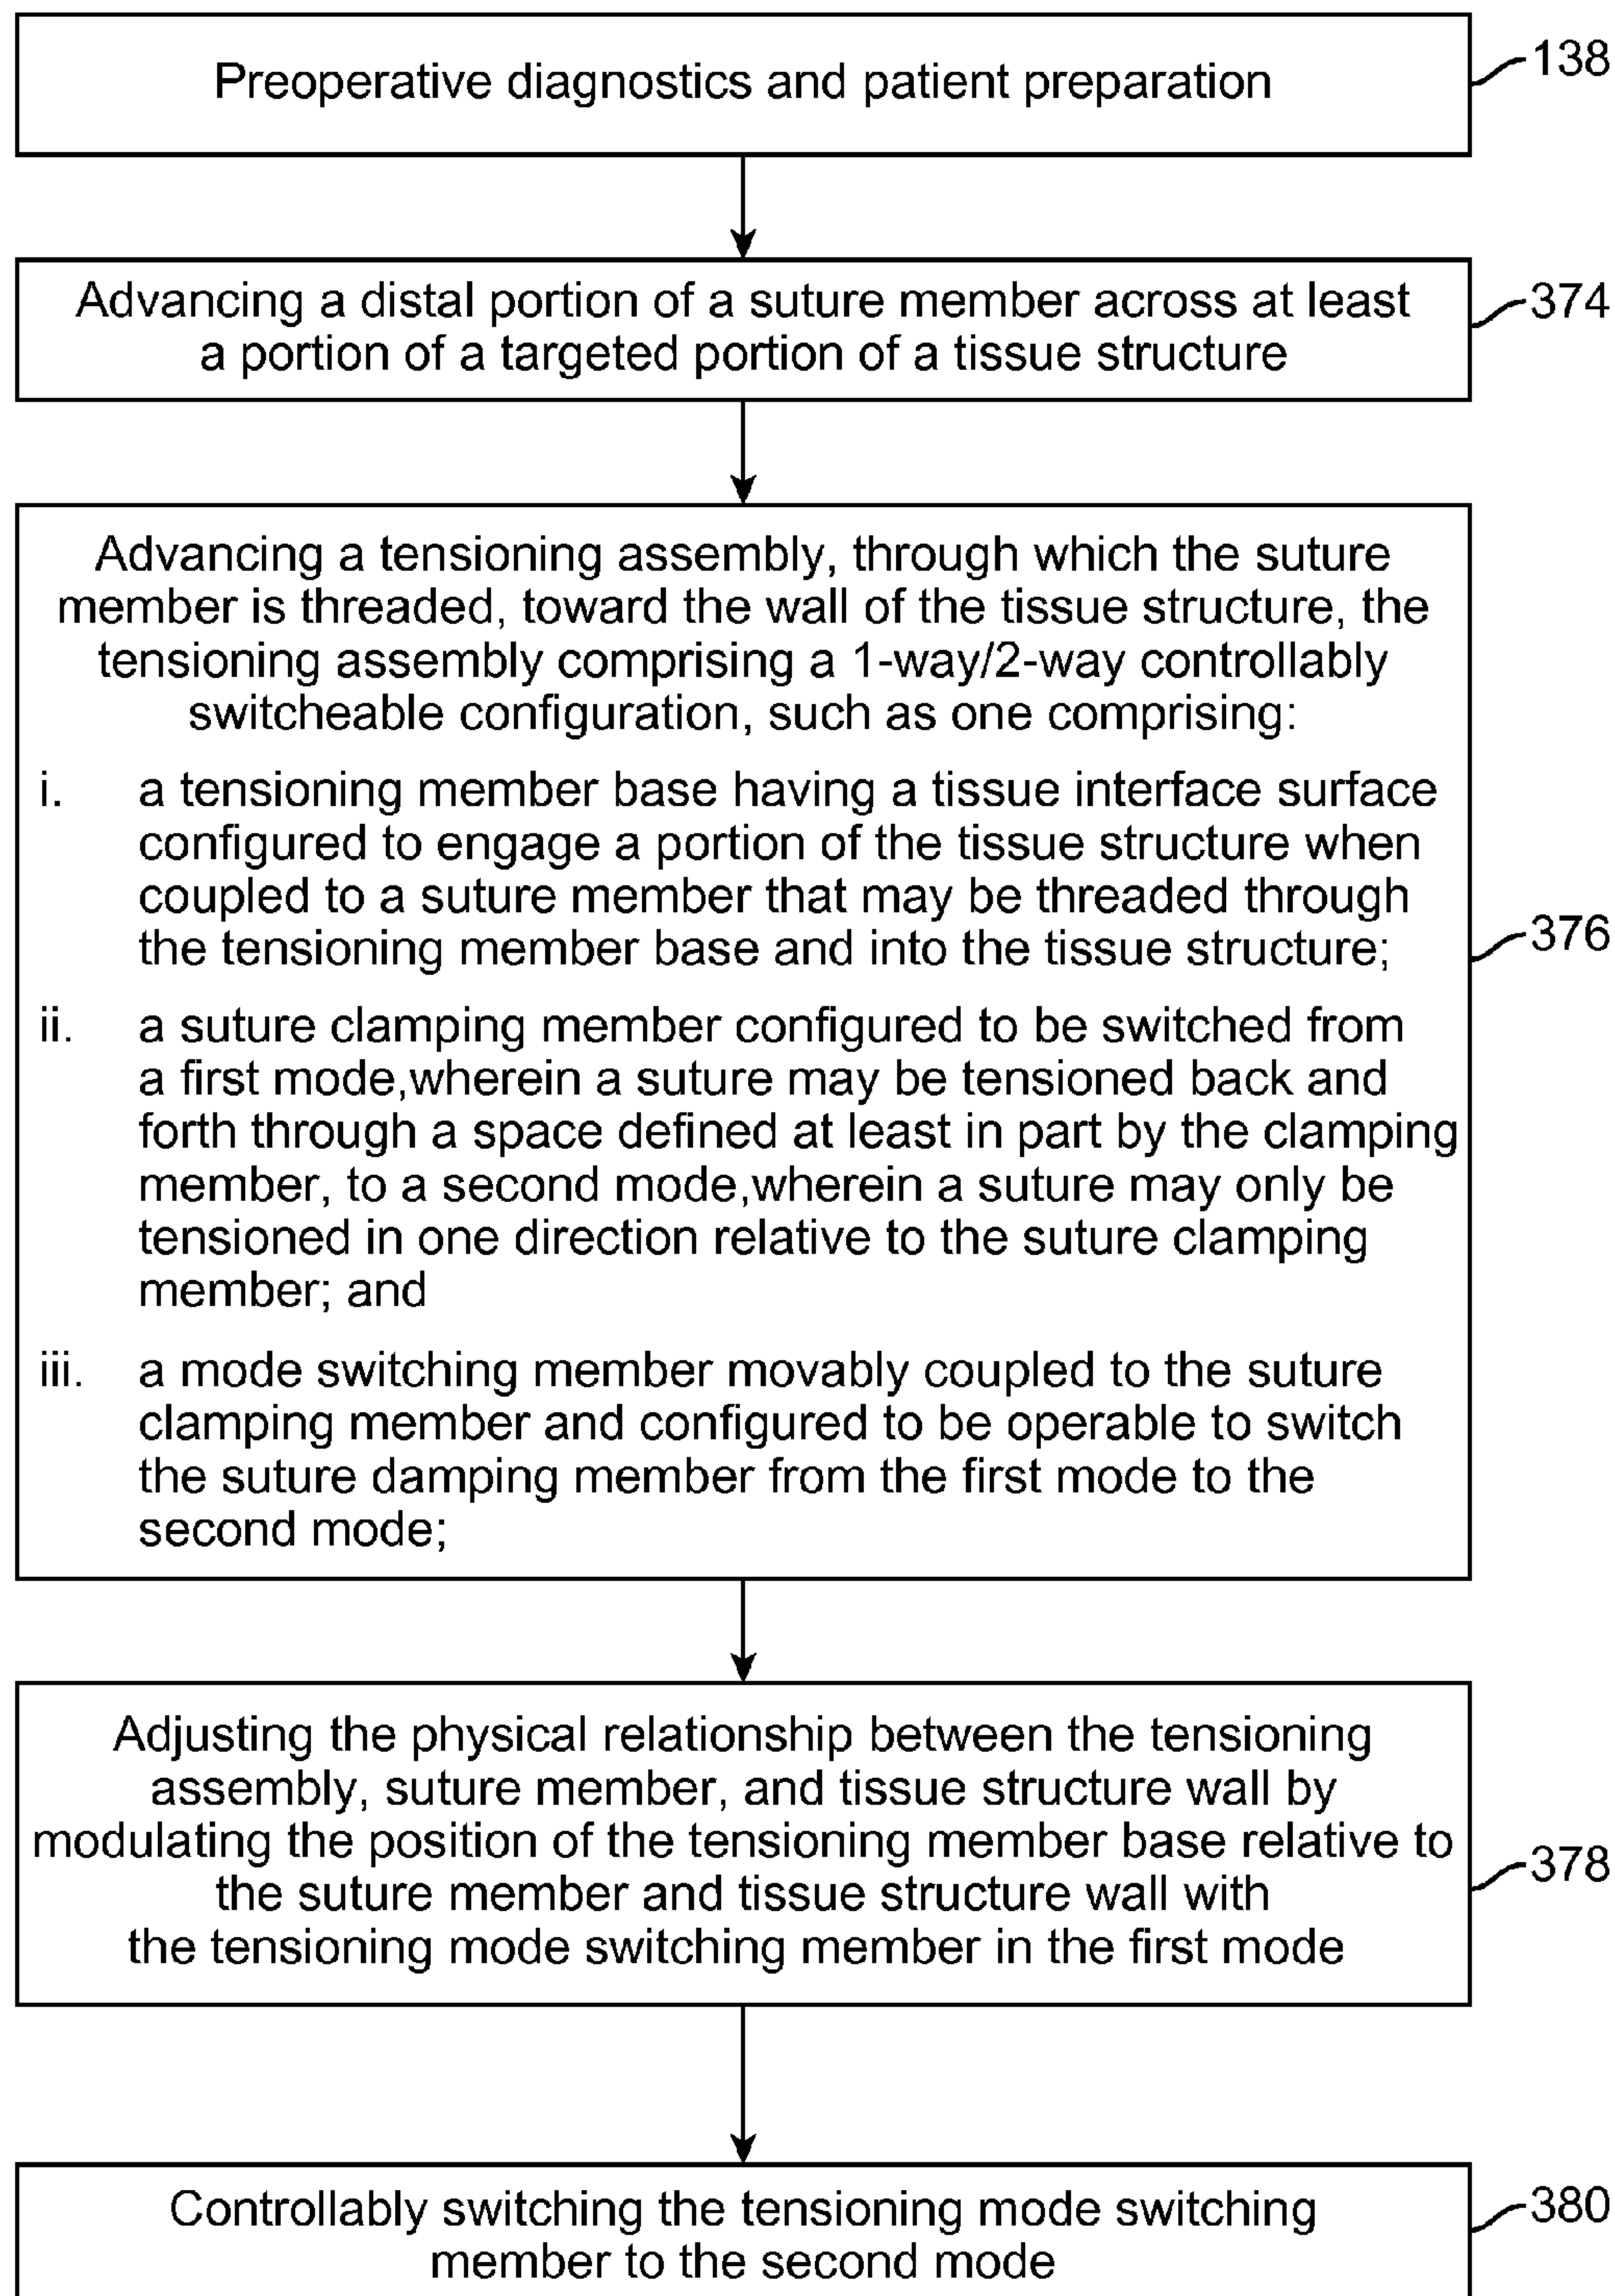 Preoperative diagnostics and patient preparation
138
Advancing a distal portion of a suture member across at least
a portion of a targeted portion of a tissue structure
374
Advancing a tensioning assembly, through which the suture
member is threaded, toward the wall of the tissue structure, the
tensioning assembly comprising a 1-way/2-way controllably
switcheable configuration, such as one comprising:
i. a tensioning member base having a tissue interface surface
configured to engage a portion of the tissue structure when
coupled to a suture member that may be threaded through
the tensioning member base and into the tissue structure;
ii. a suture clamping member configured to be switched from
a first mode,wherein a suture may be tensioned back and
forth through a space defined at least in part by the clamping
member, to a second mode,wherein a suture may only be
tensioned in one direction relative to the suture clamping
member; and
iii. a mode switching member movably coupled to the suture
clamping member and configured to be operable to switch
the suture damping member from the first mode to the
second mode;
376
Adjusting the physical relationship between the tensioning
assembly, suture member, and tissue structure wall by
modulating the position of the tensioning member base relative to
the suture member and tissue structure wall with
the tensioning mode switching member in the first mode
378
Controllably switching the tensioning mode switching
member to the second mode
380